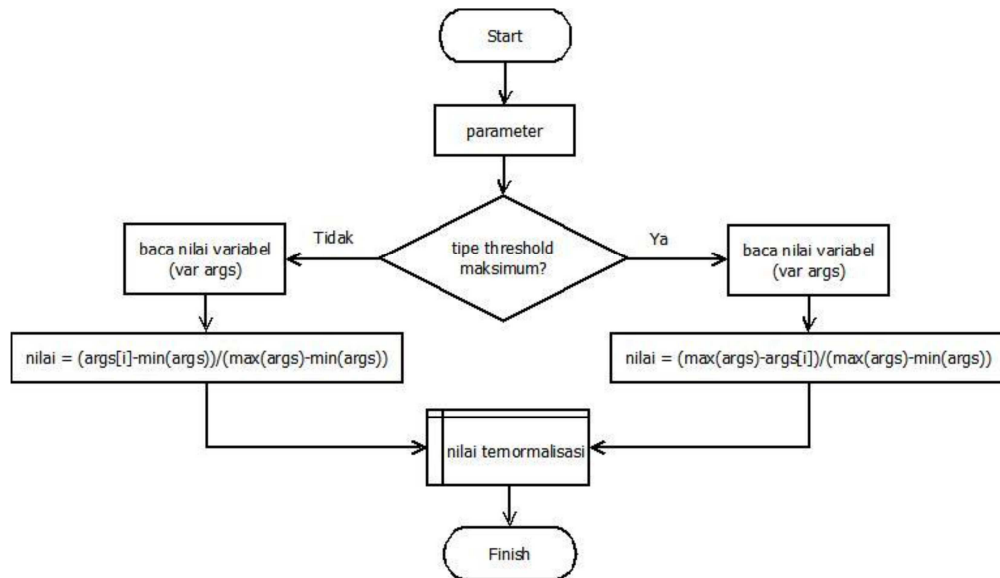 Start
parameter
tipe threshold
maksimum?
Tidak
Ya
baca nilai variabel
(var args)
baca nilai variabel
(var args)
nilai = (args[i]-min(args))/(max(args)-min(args))
nilai = (max(args)-args[i])/(max(args)-min(args))
nilai ternormalisasi
Finish